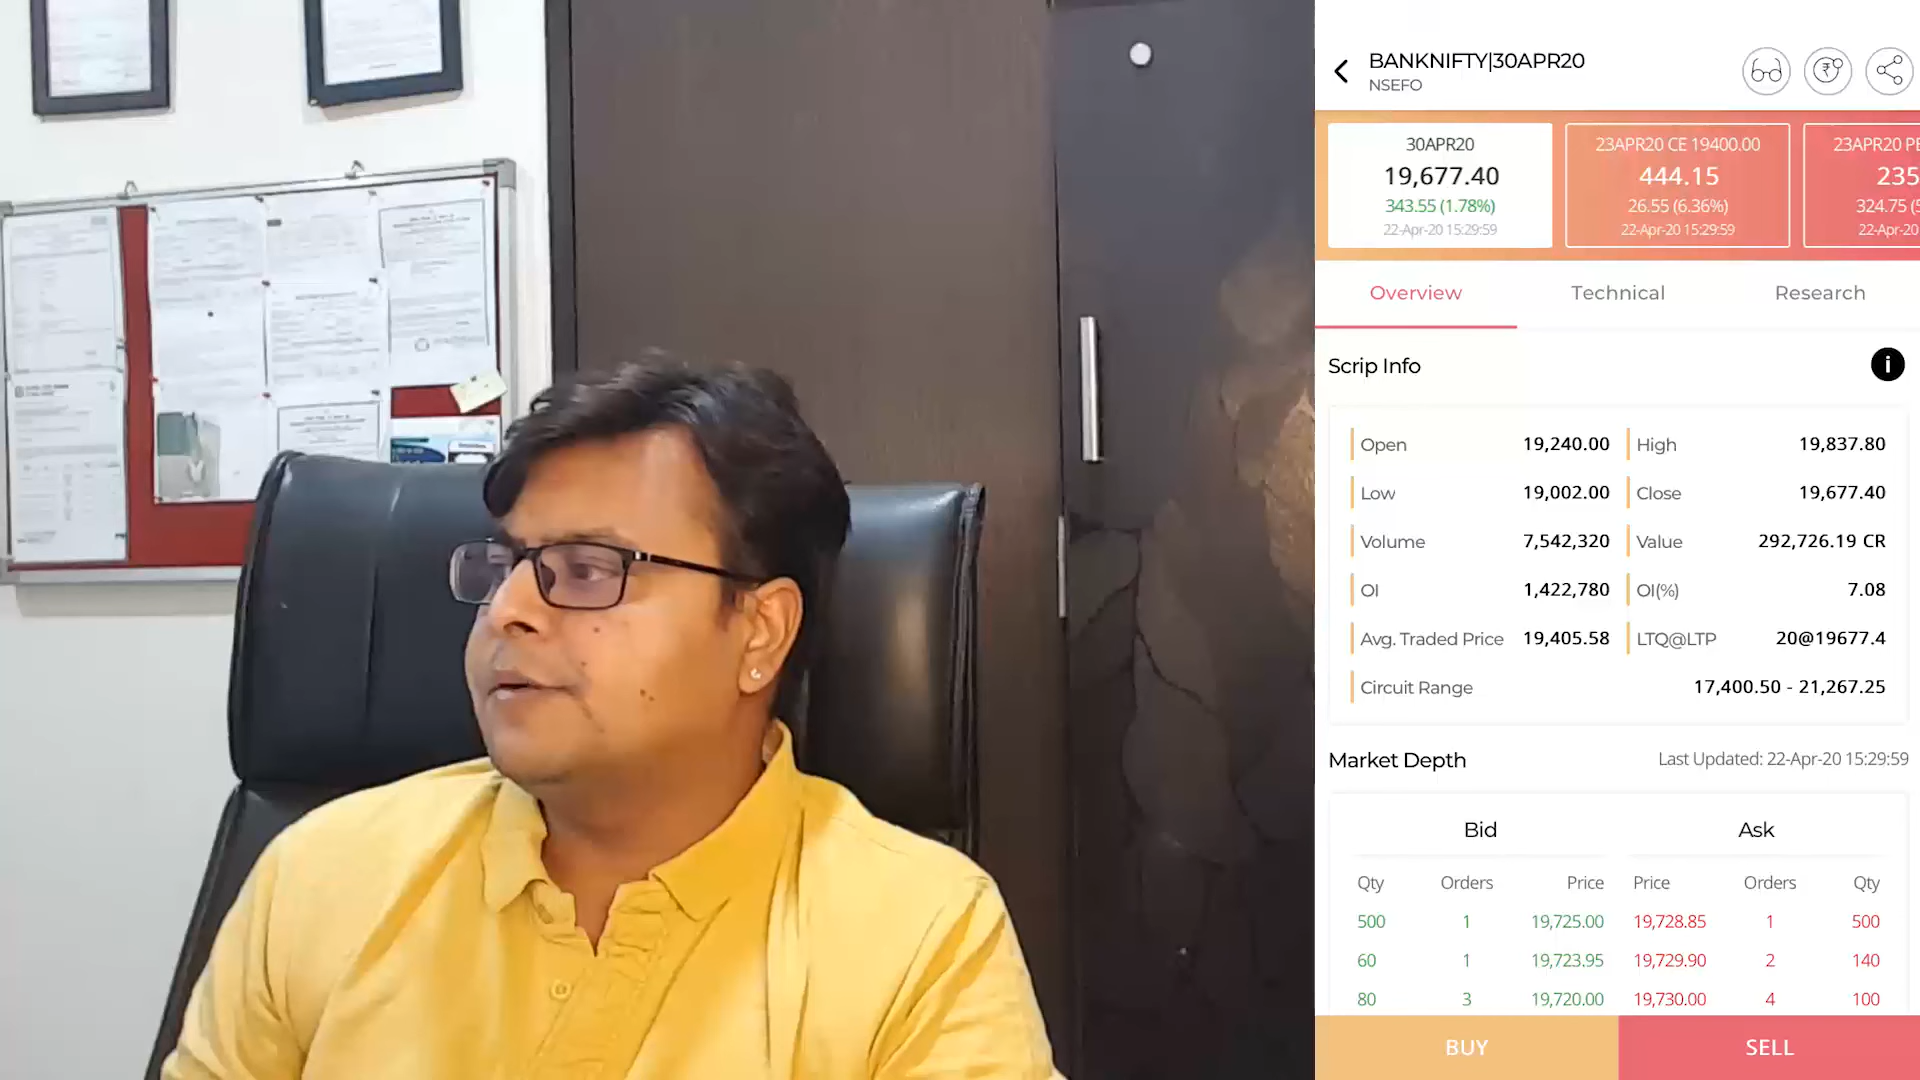 BANKNIFTY|30APR20
NSEFO
30APR20
19,677.40
343.55 (1.78%)
22-Apr-20 15:29:59
23APR20 CE 19400.00
444.15
26.55 (6.36%)
22-Apr-20 15:29:59
23APR20 PE
235
324.75 (5
22-Apr-20
Overview Technical Research
Scrip Info
Open 19,240.00 High 19,837.80
Low 19,002.00 Close 19,677.40
Volume 7,542,320 Value 292,726.19 CR
OI 1,422,780 OI(%) 7.08
Avg. Traded Price 19,405.58 LTQ@LTP 20@19677.4
Circuit Range 17,400.50 - 21,267.25
Market Depth Last Updated: 22-Apr-20 15:29:59
Bid Ask
Qty Orders Price Price Orders Qty
500 1 19,725.00 19,728.85 1 500
60 1 19,723.95 19,729.90 2 140
80 3 19,720.00 19,730.00 4 100
BUY SELL